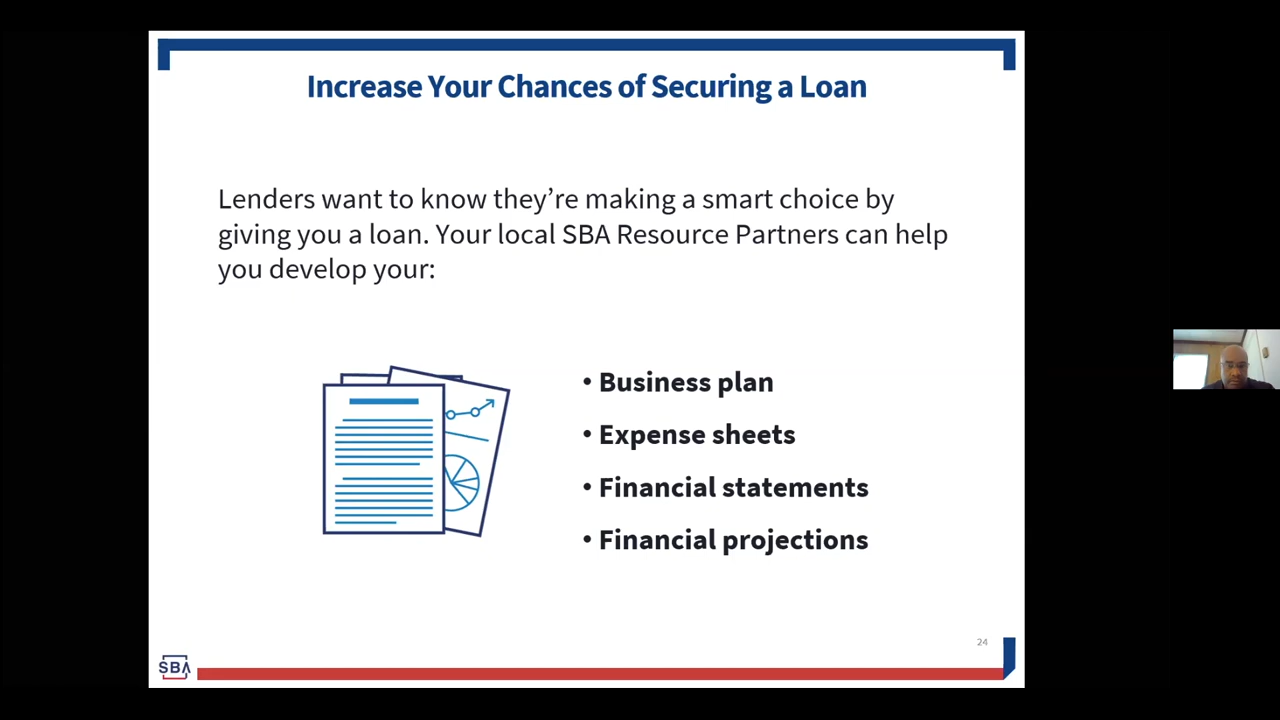 Increase Your Chances of Securing a Loan
Lenders want to know they’re making a smart choice by
giving you a loan. Your local SBA Resource Partners can help
you develop your:
• Business plan
• Expense sheets
• Financial statements
• Financial projections
24
SBA